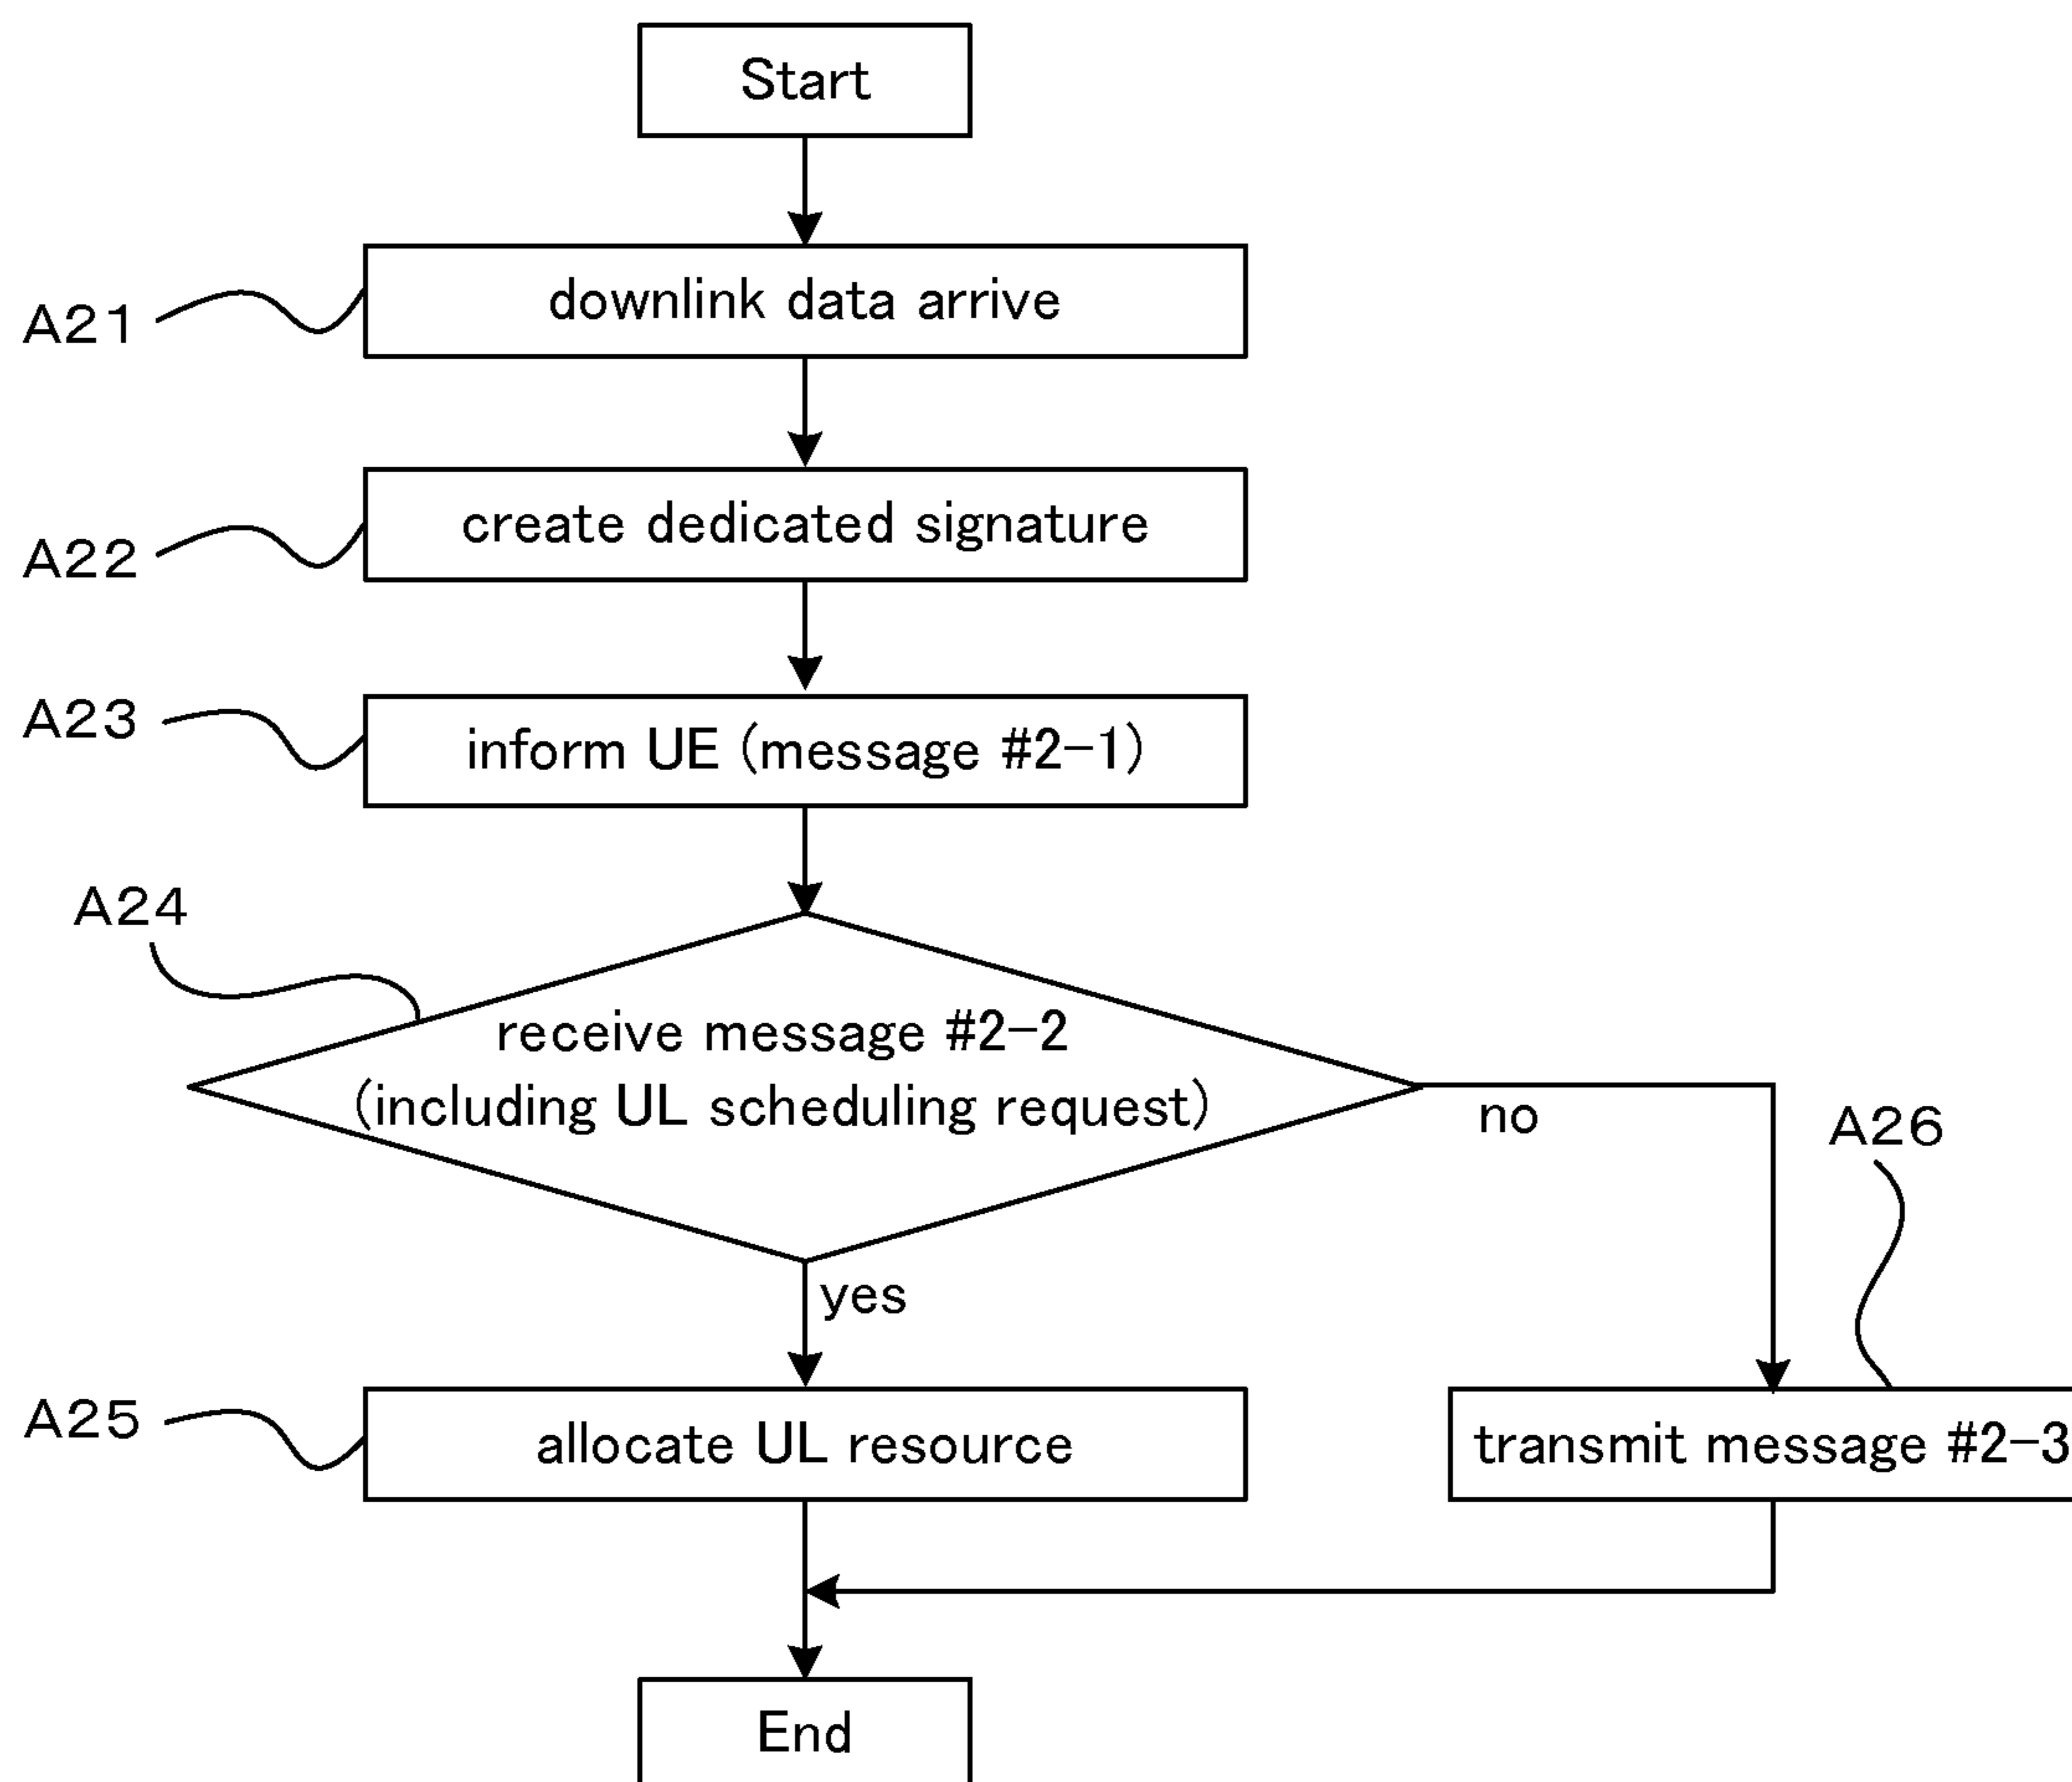 Start
A21
downlink data arrive
A22
create dedicated signature
A23
inform UE (message #2-1)
A24
receive message #2-2
(including UL scheduling request)
no
A26
yes
A25
allocate UL resource
transmit message #2-3
End